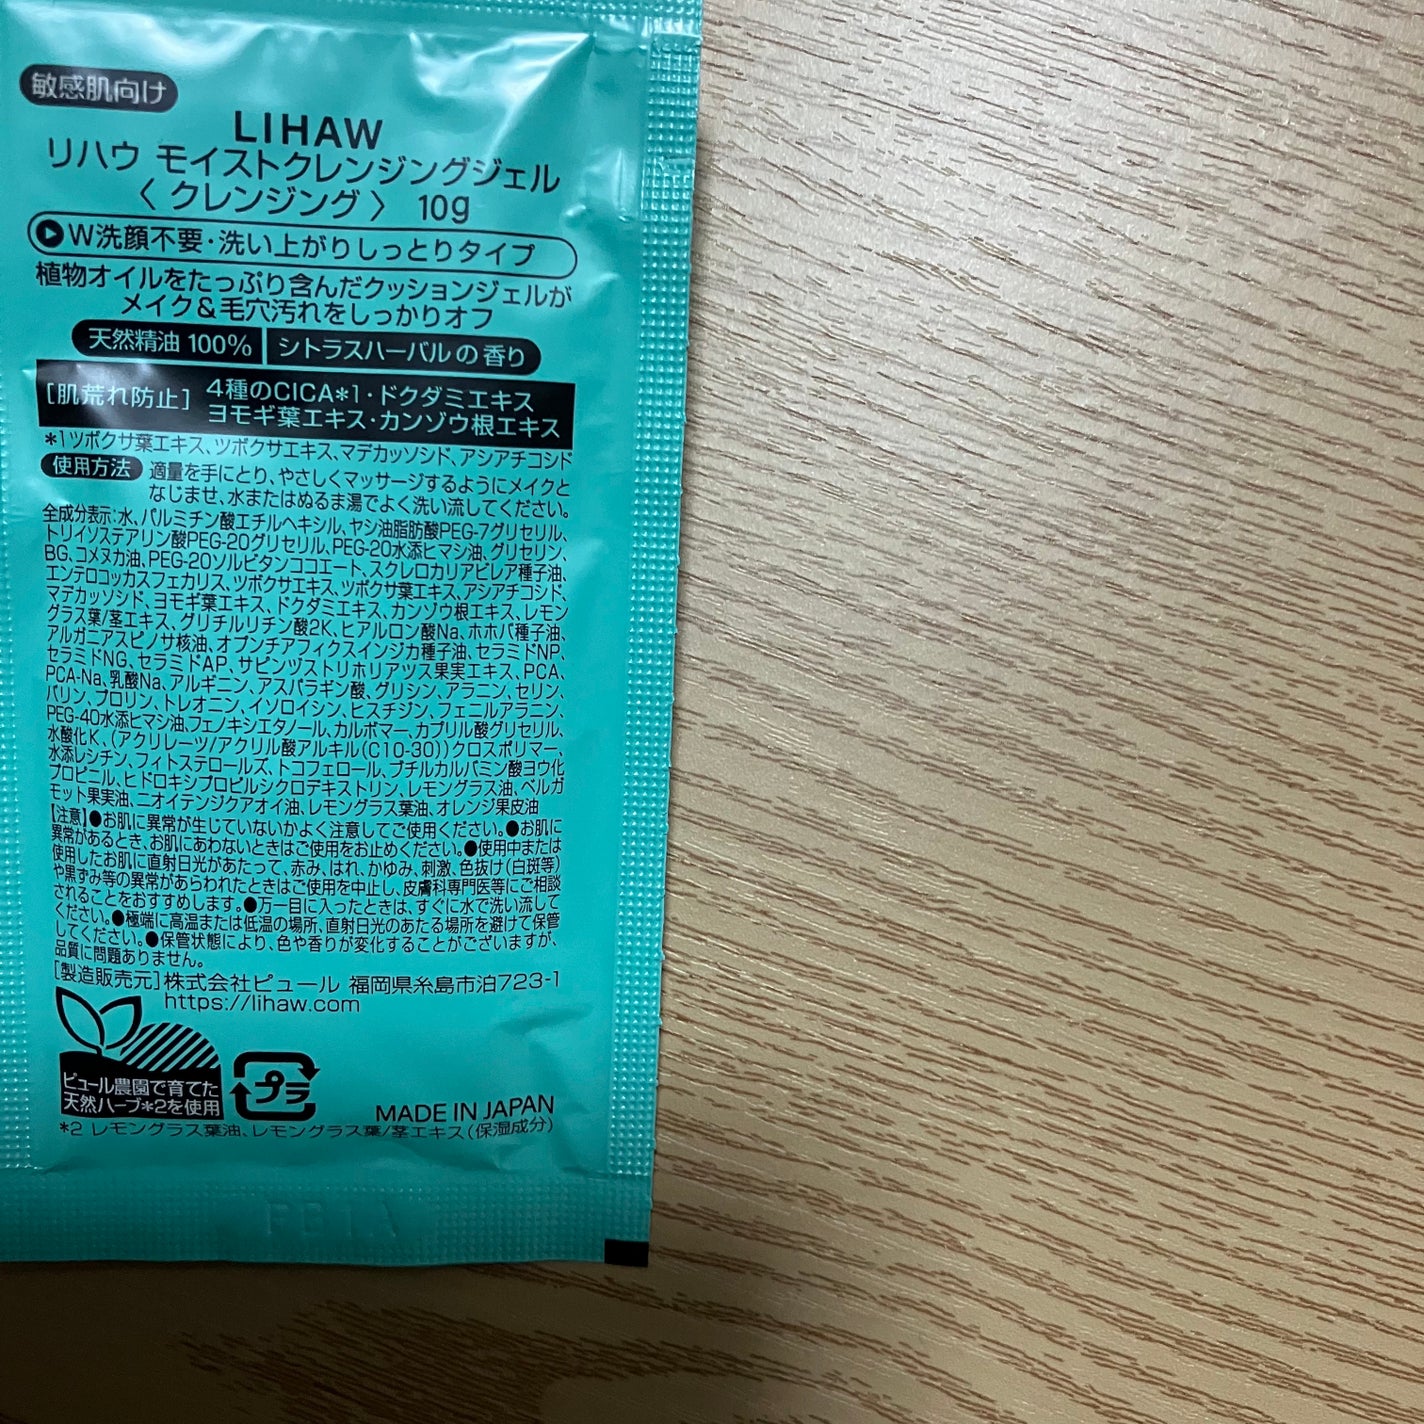 敏感肌向け
LIHAW
リハウ モイストクレンジングジェル
〈 クレンジング 〉 10g
W洗顔不要・洗い上がりしっとりタイプ
植物オイルをたっぷり含んだクッションジェルが
メイク&毛穴汚れをしっかりオフ
天然精油 100% シトラスハーバル の 香り
[肌荒れ防止] 4種のCICA*1・ドクダミエキス
ヨモギ葉エキス・カンゾウ根エキス
*1ツボクサ葉エキス、ツボクサエキス、マデカッソシド、アシアチコシド
使用方法 適量を手にとり、やさしくマッサージするようにメイクと
なじませ、水またはぬるま湯でよく洗い流してください。
全成分表示:水、パルミチン酸エチルヘキシル、ヤシ油脂肪酸PEG-7グリセリル、
トリイソステアリン酸PEG-20グリセリル、PEG-20水添ヒマシ油、グリセリン、
BG、コメヌカ油、PEG-20ソルビタンココエート、スクレロカリアビレア種子油、
エンテロコッカスフェカリス、ツボクサエキス、ツボクサ葉エキス、アシアチコシド、
マデカッソシド、ヨモギ葉エキス、ドクダミエキス、カンゾウ根エキス、レモン
グラス葉/茎エキス、グリチルリチン酸2K、ヒアルロン酸Na、ホホバ種子油、
アルガニアスピノサ核油、オプンチアフィクスインジカ種子油、セラミドNP、
セラミドNG、セラミドAP、サピンヅストリホリアツス果実エキス、PCA、
PCA-Na、乳酸Na、アルギニン、アスパラギン酸、グリシン、アラニン、セリン、
バリン、プロリン、トレオニン、イソロイシン、ヒスチジン、フェニルアラニン、
PEG-40水添ヒマシ油、フェノキシエタノール、カルボマー、カプリル酸グリセリル、
水酸化K、(アクリレーツ/アクリル酸アルキル(C10-30))クロスポリマー、
水添レシチン、フィトステロールズ、トコフェロール、ブチルカルバミン酸ヨウ化
プロピニル、ヒドロキシプロピルシクロデキストリン、レモングラス油、ベルガ
モット果実油、ニオイテンジクアオイ油、レモングラス葉油、オレンジ果皮油
【注意】●お肌に異常が生じていないかよく注意してご使用ください。●お肌に
異常があるとき、お肌にあわないときはご使用をお止めください。●使用中または
使用したお肌に直射日光があたって、赤み、はれ、かゆみ、刺激、色抜け(白斑等)
や黒ずみ等の異常があらわれたときはご使用を中止し、皮膚科専門医等にご相談
されることをおすすめします。●万一目に入ったときは、すぐに水で洗い流して
ください。●極端に高温または低温の場所、直射日光のあたる場所を避けて保管
してください。●保管状態により、色や香りが変化することがございますが、
品質に問題ありません。
[製造販売元]株式会社ピュール 福岡県糸島市泊723-1
https://lihaw.com
ピュール農園で育てた
天然ハーブ*2を使用
プラ
MADE IN JAPAN
*2 レモングラス葉油、レモングラス葉/茎エキス(保湿成分)